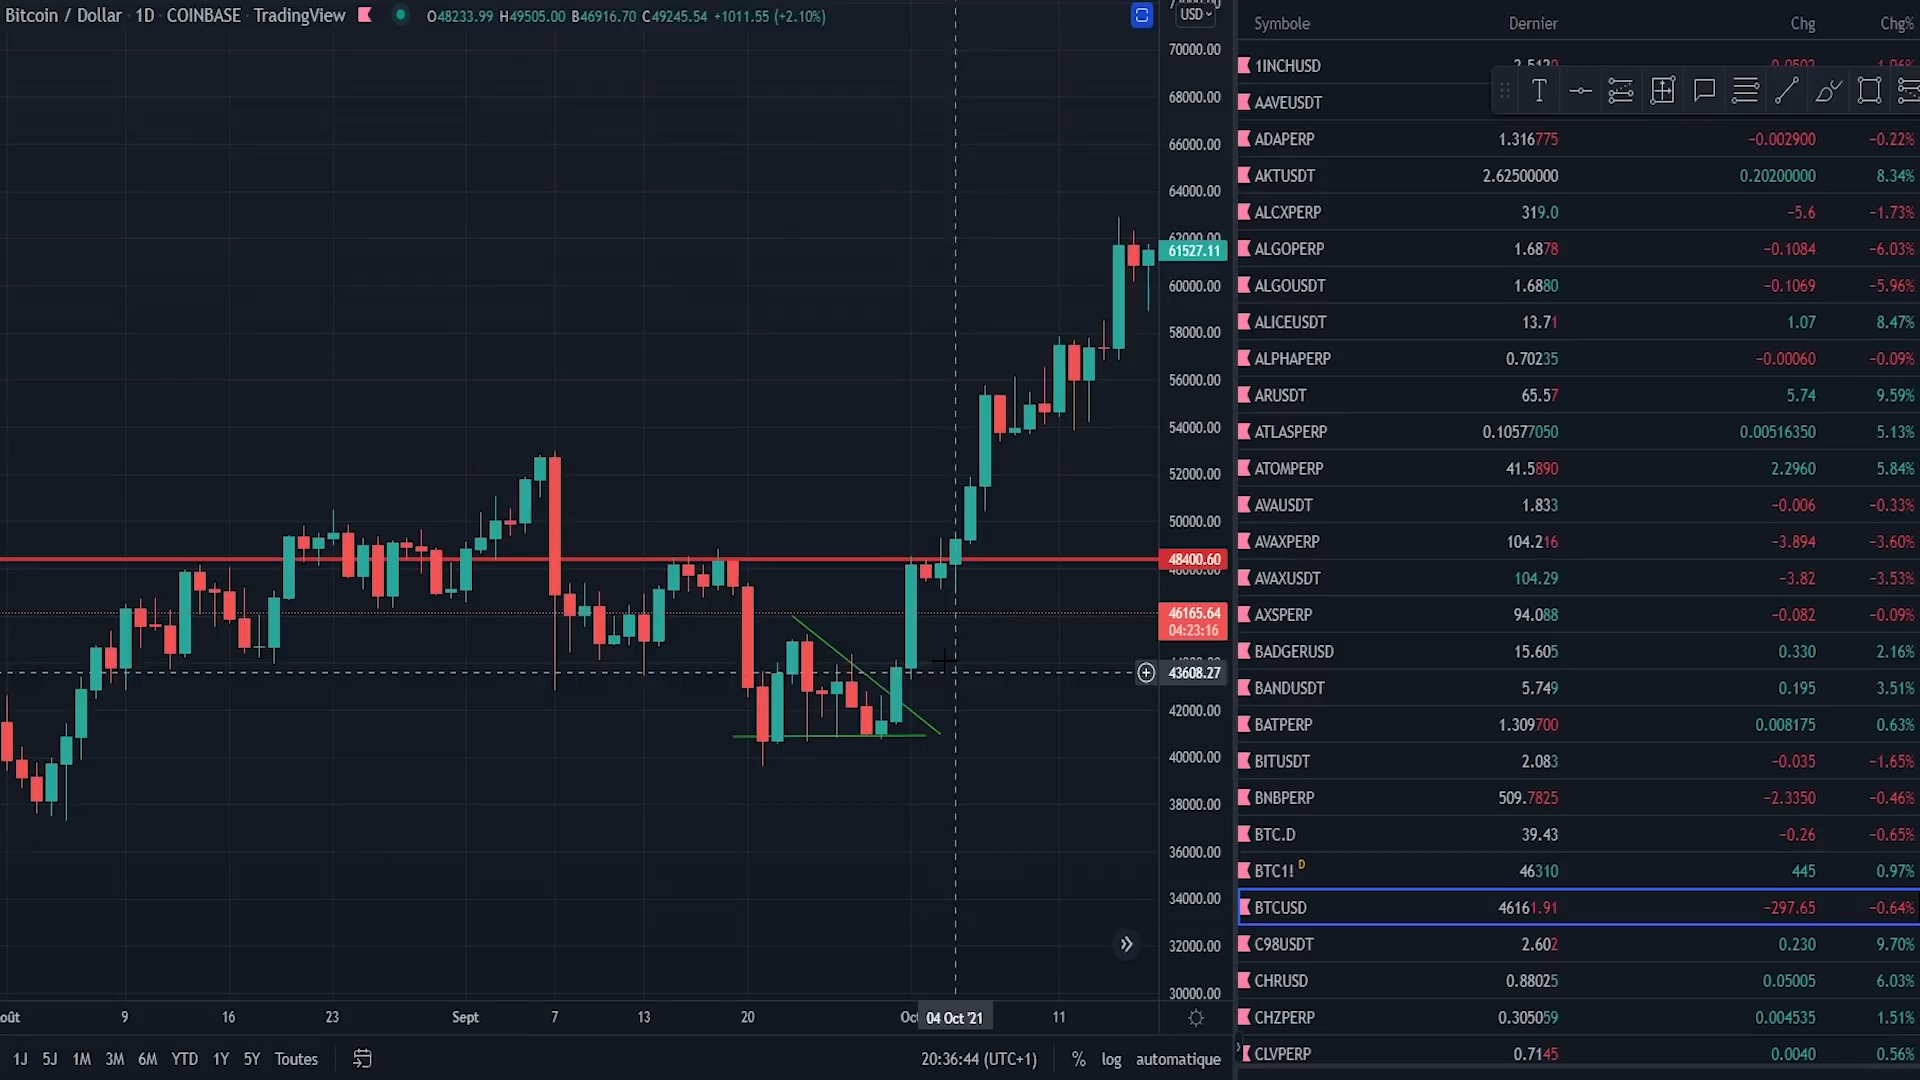 Bitcoin / Dollar · 1D · COINBASE · TradingView O48233.99 H49505.00 B46916.70 C49245.54 +1011.55 (+2.10%)
USD
70000.00
68000.00
66000.00
64000.00
62000.00
61527.11
60000.00
58000.00
56000.00
54000.00
52000.00
50000.00
48400.60
48000.00
46165.64
04:23:16
43608.27
42000.00
40000.00
38000.00
36000.00
34000.00
32000.00
30000.00
oût 9 16 23 Sept 7 13 20 Oct 04 Oct '21 11
1J 5J 1M 3M 6M YTD 1Y 5Y Toutes 20:36:44 (UTC+1) % log automatique
Symbole Dernier Chg Chg%
1INCHUSD 2.5120 0.0502 1.96%
AAVEUSDT
ADAPERP 1.316775 −0.002900 −0.22%
AKTUSDT 2.62500000 0.20200000 8.34%
ALCXPERP 319.0 −5.6 −1.73%
ALGOPERP 1.6878 −0.1084 −6.03%
ALGOUSDT 1.6880 −0.1069 −5.96%
ALICEUSDT 13.71 1.07 8.47%
ALPHAPERP 0.70235 −0.00060 −0.09%
ARUSDT 65.57 5.74 9.59%
ATLASPERP 0.10577050 0.00516350 5.13%
ATOMPERP 41.5890 2.2960 5.84%
AVAUSDT 1.833 −0.006 −0.33%
AVAXPERP 104.216 −3.894 −3.60%
AVAXUSDT 104.29 −3.82 −3.53%
AXSPERP 94.088 −0.082 −0.09%
BADGERUSD 15.605 0.330 2.16%
BANDUSDT 5.749 0.195 3.51%
BATPERP 1.309700 0.008175 0.63%
BITUSDT 2.083 −0.035 −1.65%
BNBPERP 509.7825 −2.3350 −0.46%
BTC.D 39.43 −0.26 −0.65%
BTC1! D 46310 445 0.97%
BTCUSD 46161.91 −297.65 −0.64%
C98USDT 2.602 0.230 9.70%
CHRUSD 0.88025 0.05005 6.03%
CHZPERP 0.305059 0.004535 1.51%
CLVPERP 0.7145 0.0040 0.56%